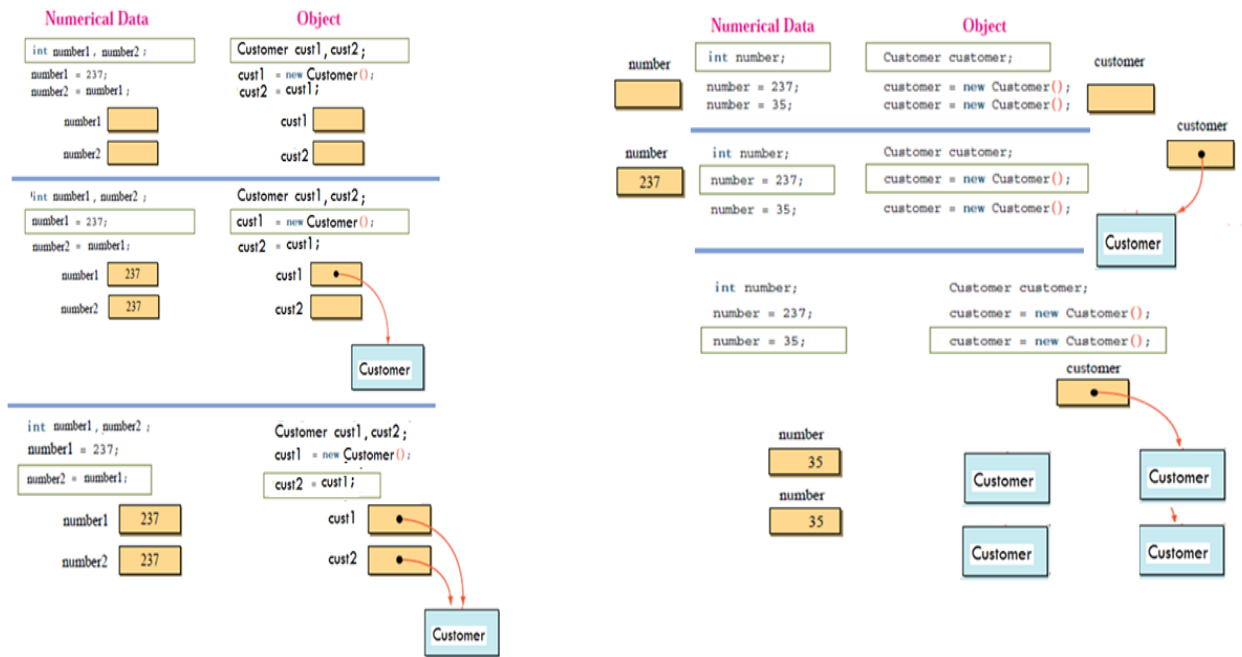 Numerical Data
Object
int number1, number2 ;
Customer cust1, cust2;
number1 = 237;
cust1 = new Customer();
number2 = number1;
cust2 = cust1;
number1
cust1
number2
cust2
int number1, number2 ;
Customer cust1, cust2;
number1 = 237;
cust1 = new Customer();
number2 = number1;
cust2 = cust1;
number1
237
cust1
number2
237
cust2
Customer
int number1, number2 ;
Customer cust1, cust2;
number1 = 237;
cust1 = new Customer();
number2 = number1;
cust2 = cust1;
number1
237
cust1
number2
237
cust2
Customer
Numerical Data
Object
number
int number;
Customer customer;
customer
number = 237;
customer = new Customer();
number = 35;
customer = new Customer();
customer
number
int number;
Customer customer;
237
number = 237;
customer = new Customer();
number = 35;
customer = new Customer();
Customer
int number;
Customer customer;
number = 237;
customer = new Customer();
number = 35;
customer = new Customer();
customer
number
35
Customer
Customer
number
35
Customer
Customer